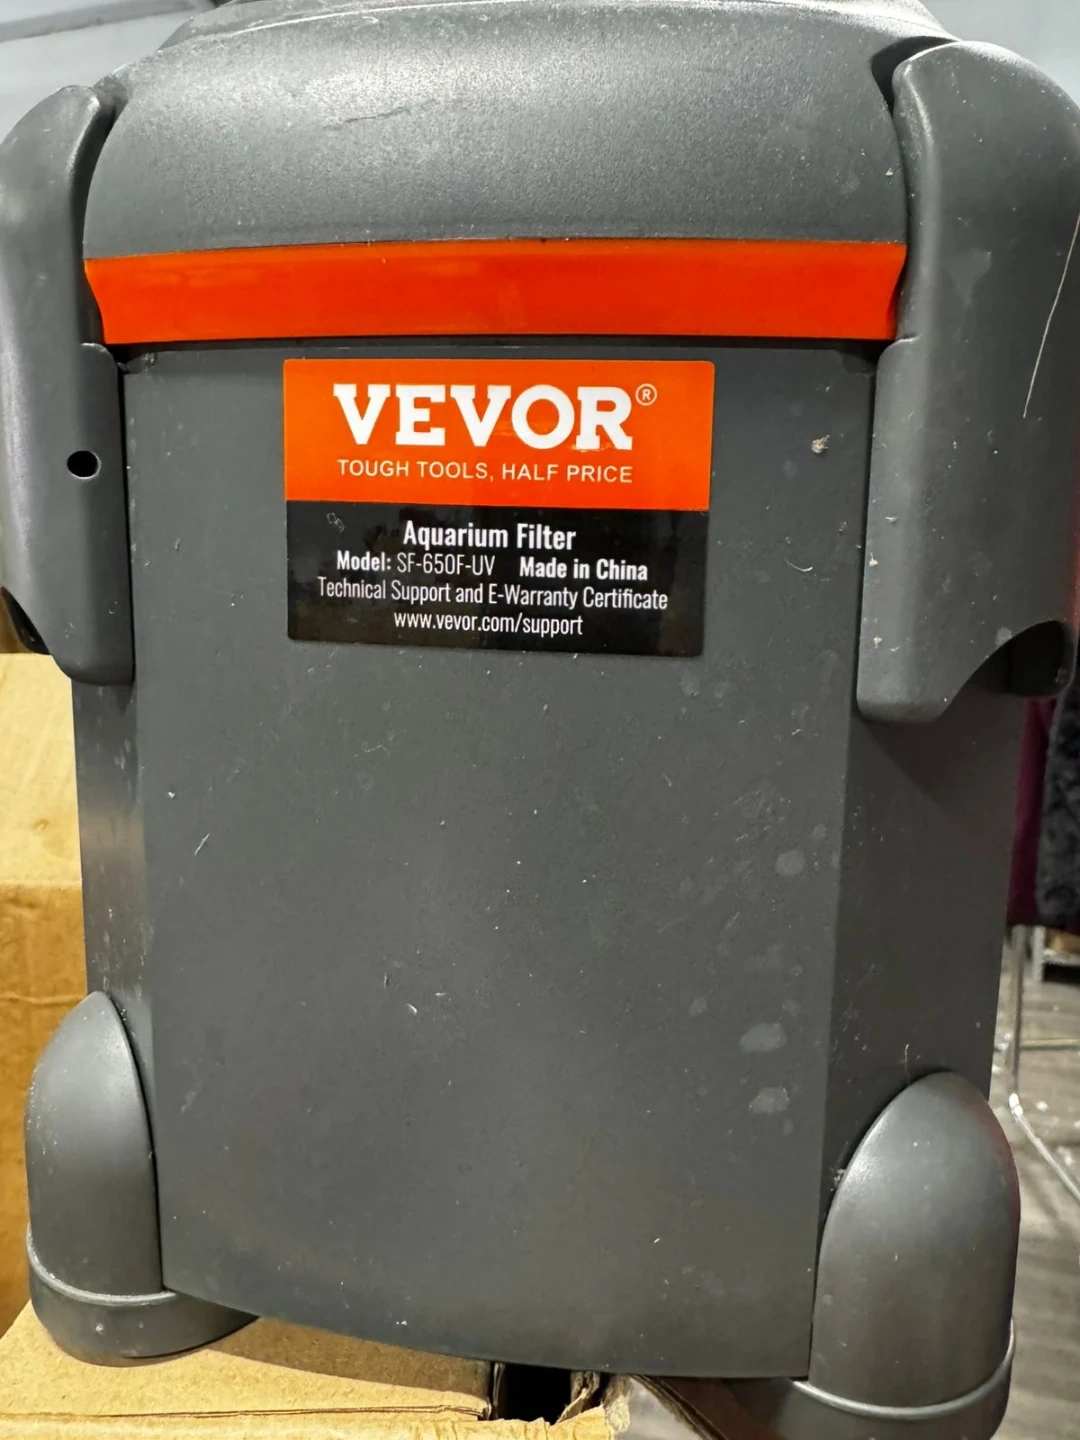 VEVOR®
TOUGH TOOLS, HALF PRICE
Aquarium Filter
Model: SF-650F-UV Made in China
Technical Support and E-Warranty Certificate
www.vevor.com/support